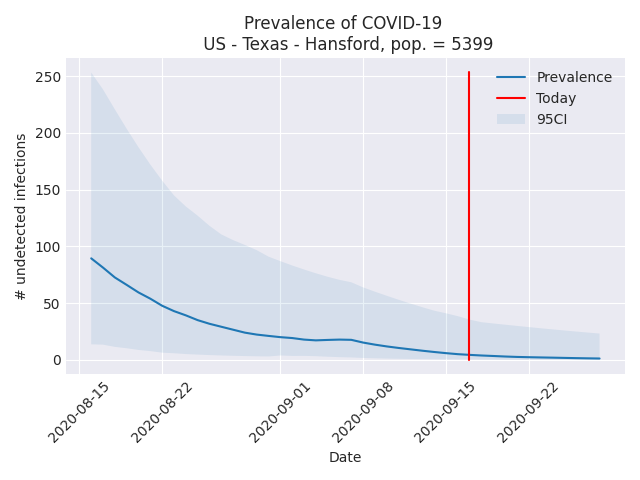 Prevalence of COVID-19
US - Texas - Hansford, pop. = 5399
# undetected infections
250
200
150
100
50
0
Prevalence
Today
95CI
2020-08-15
2020-08-22
2020-09-01
2020-09-08
2020-09-15
2020-09-22
Date